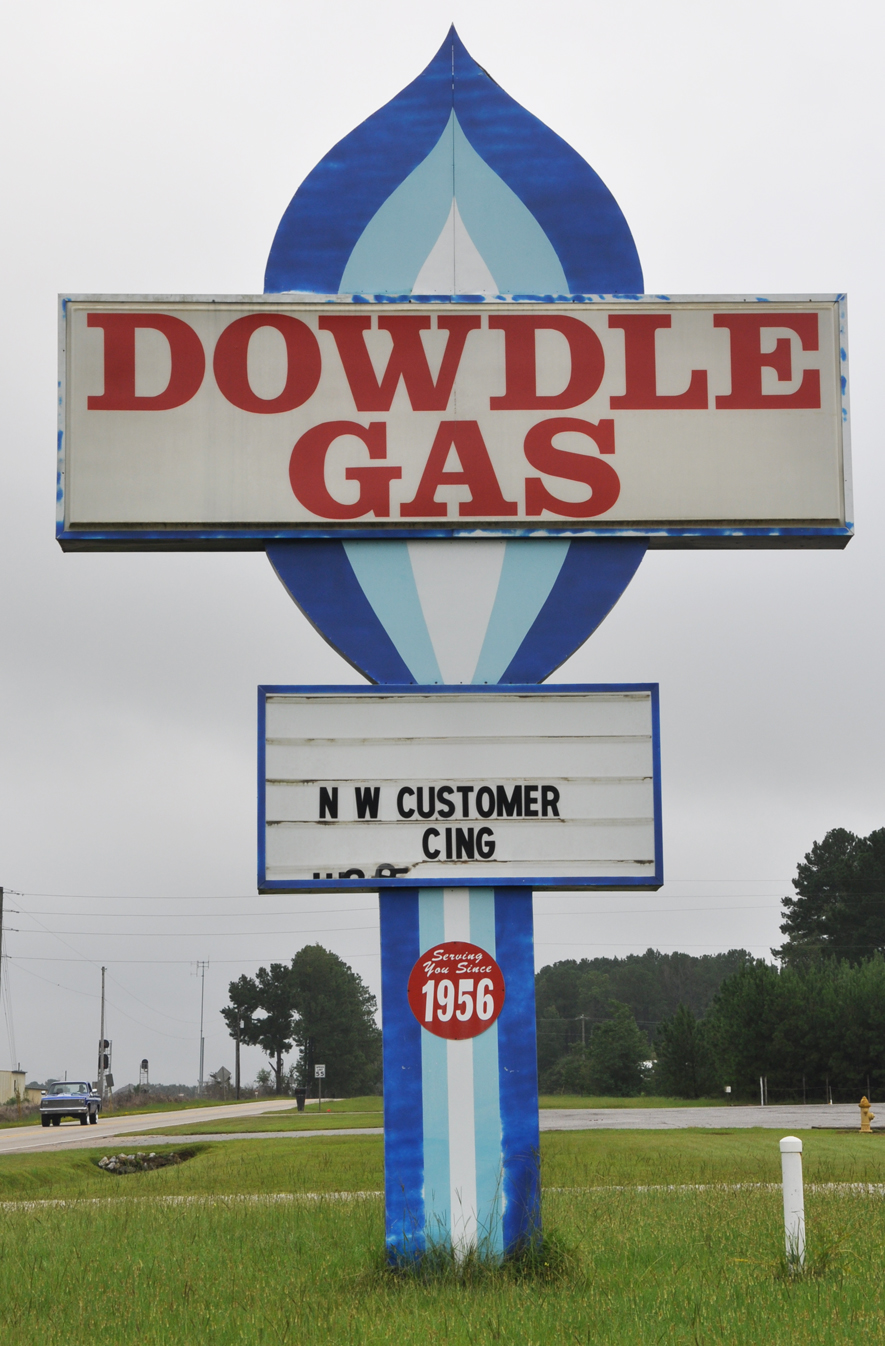 DOWDLE
GAS
N W CUSTOMER
CING
Serving
You Since
1956